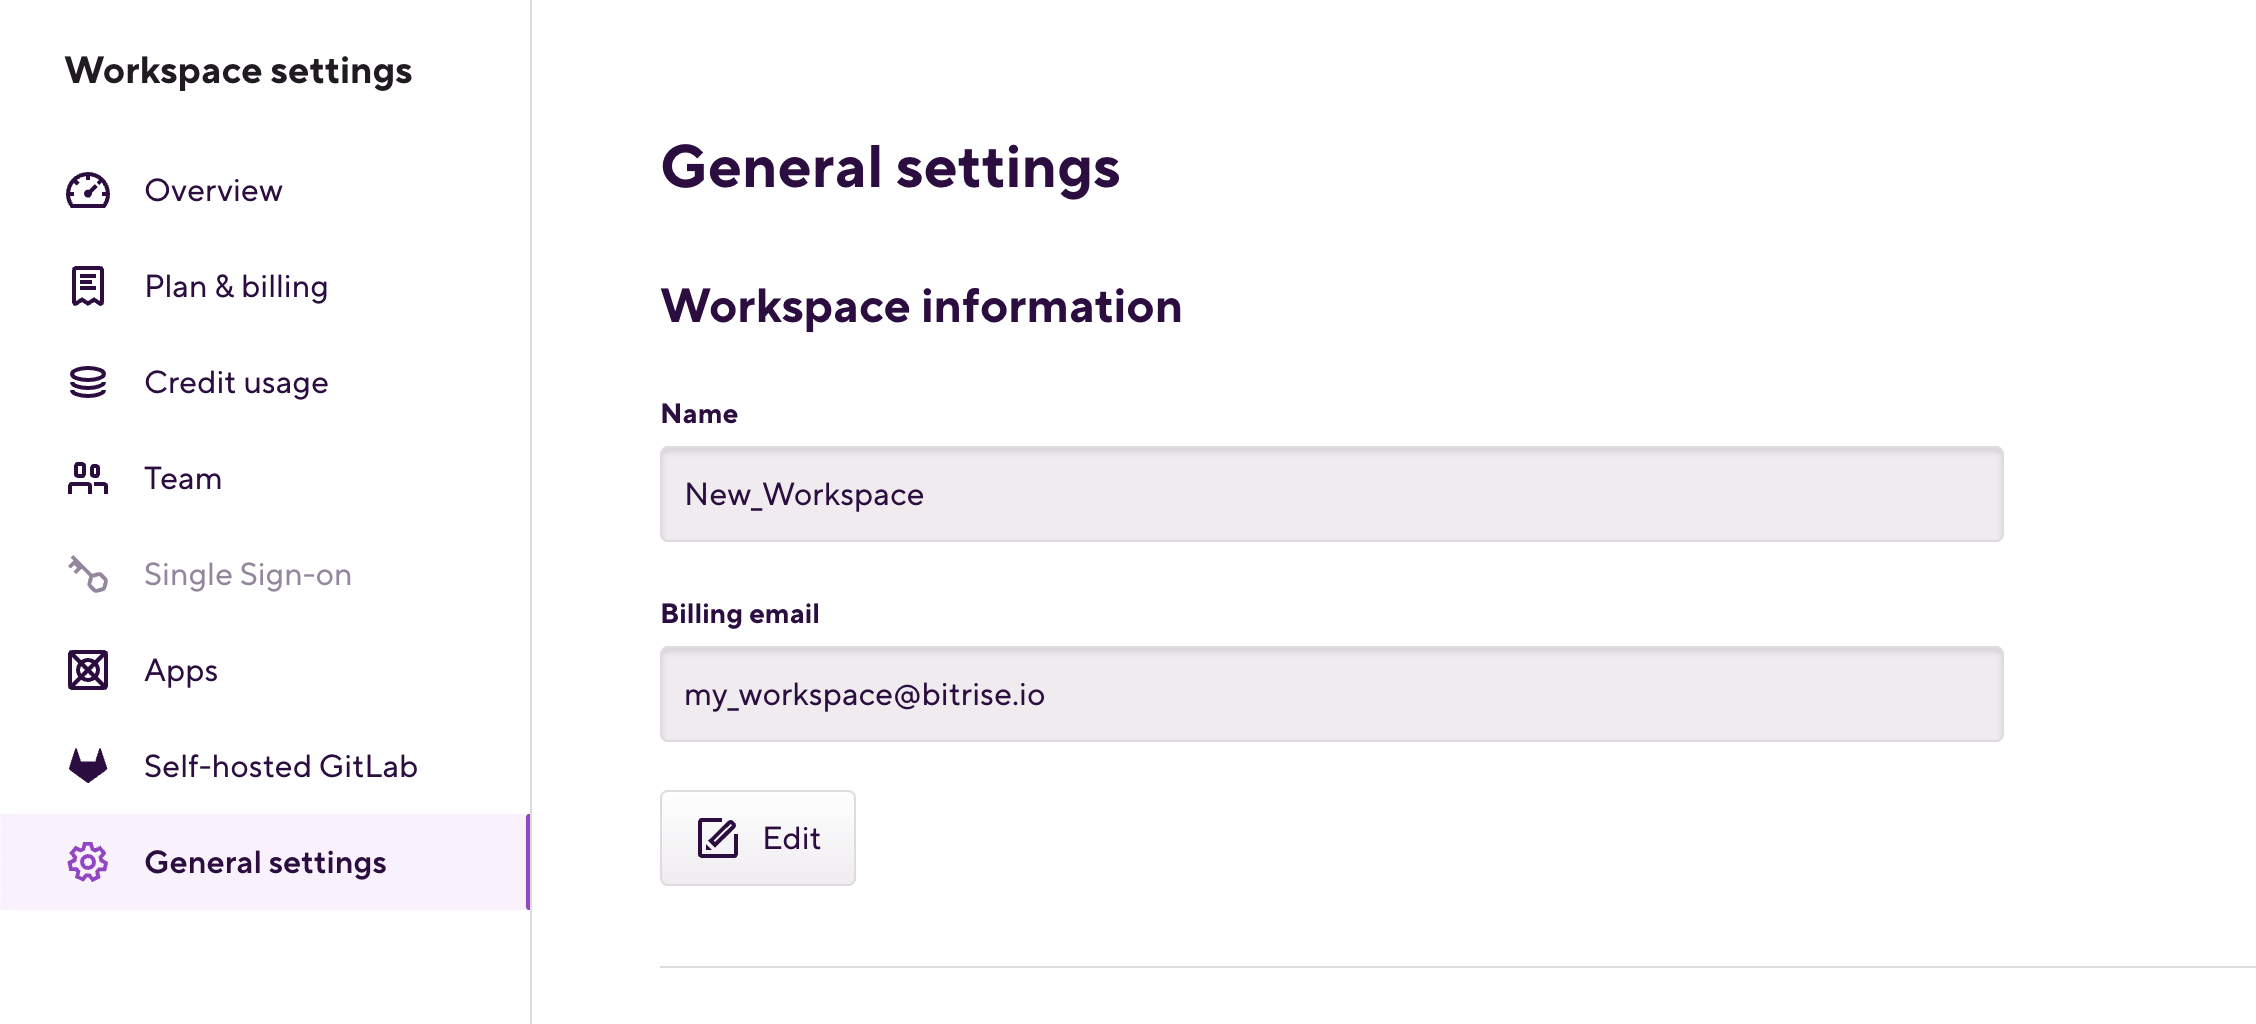 Workspace settings
Overview
Plan & billing
Credit usage
Team
Single Sign-on
Apps
Self-hosted GitLab
General settings
General settings
Workspace information
Name
New_Workspace
Billing email
my_workspace@bitrise.io
Edit